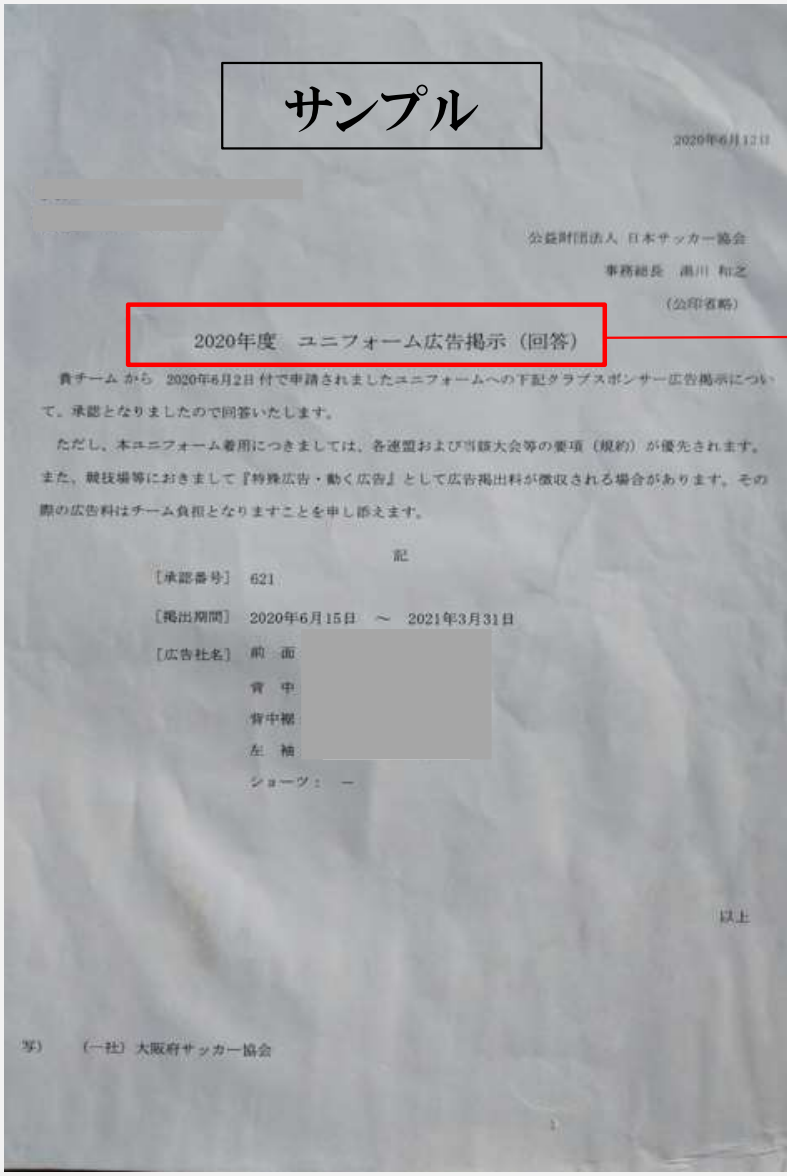 サンプル
2020年6月12日
公益財団法人 日本サッカー協会
事務総長 湯川 和之
(公印省略)
2020年度 ユニフォーム広告掲示(回答)
貴チームから 2020年6月2日付で申請されましたユニフォームへの下記クラブスポンサー広告掲示につい
て、承認となりましたので回答いたします。
ただし、本ユニフォーム着用につきましては、各連盟および当該大会等の要項(規約)が優先されます。
また、競技場等におきまして『特殊広告・動く広告』として広告掲出料が徴収される場合があります。その
際の広告料はチーム負担となりますことを申し添えます。
記
[承認番号] 621
[掲出期間] 2020年6月15日 ~ 2021年3月31日
[広告社名] 前 面
背 中
背中裾
左 袖
ショーツ: -
以上
写) (一社)大阪府サッカー協会
1